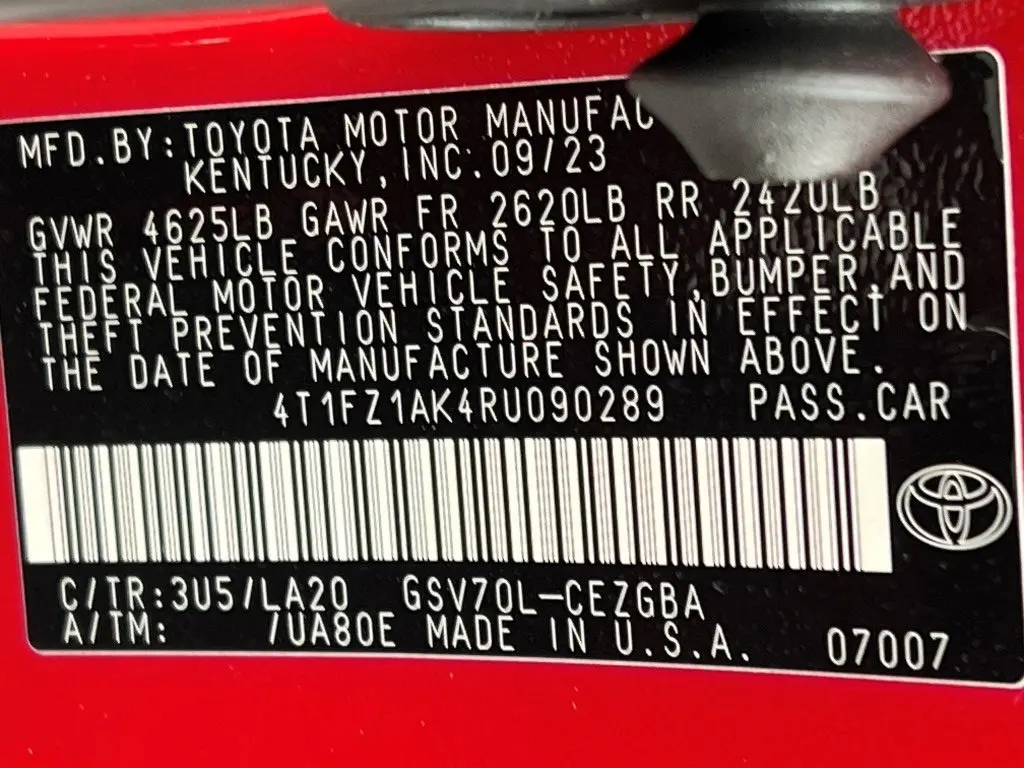 MFD.BY:TOYOTA MOTOR MANUFAC
KENTUCKY, INC. 09/23
GVWR 4625LB GAWR FR 2620LB RR 2420LB
THIS VEHICLE CONFORMS TO ALL APPLICABLE
FEDERAL MOTOR VEHICLE SAFETY,BUMPER,AND
THEFT PREVENTION STANDARDS IN EFFECT ON
THE DATE OF MANUFACTURE SHOWN ABOVE.
4T1FZ1AK4RU090289 PASS.CAR
C/TR:3U5/LA20 GSV70L-CEZGBA
A/TM: /UA80E MADE IN U.S.A. 07007